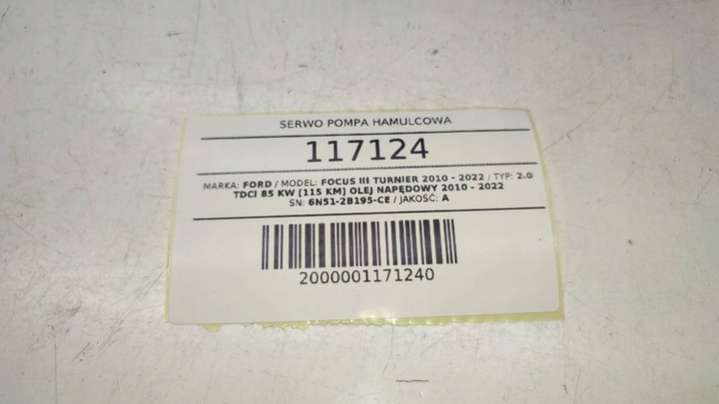 SERWO POMPA HAMULCOWA
117124
MARKA: FORD / MODEL: FOCUS III TURNIER 2010 - 2022 / TYP: 2.0
TDCI 85 KW [115 KM] OLEJ NAPĘDOWY 2010 - 2022
SN: 6N51-2B195-CE / JAKOŚĆ: A
2000001171240